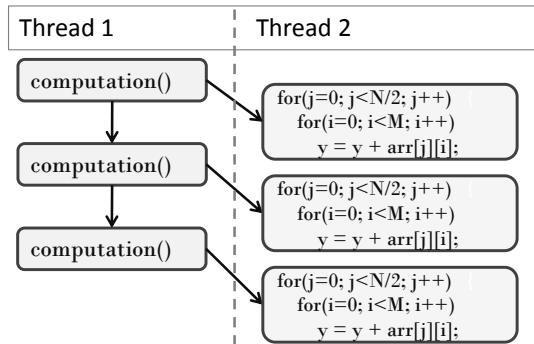 Thread 1
Thread 2
computation()
for(j=0; j<N/2; j++) {
for(i=0; i<M; i++)
y = y + arr[j][i];
computation()
for(j=0; j<N/2; j++) {
for(i=0; i<M; i++)
y = y + arr[j][i];
computation()
for(j=0; j<N/2; j++) {
for(i=0; i<M; i++)
y = y + arr[j][i];